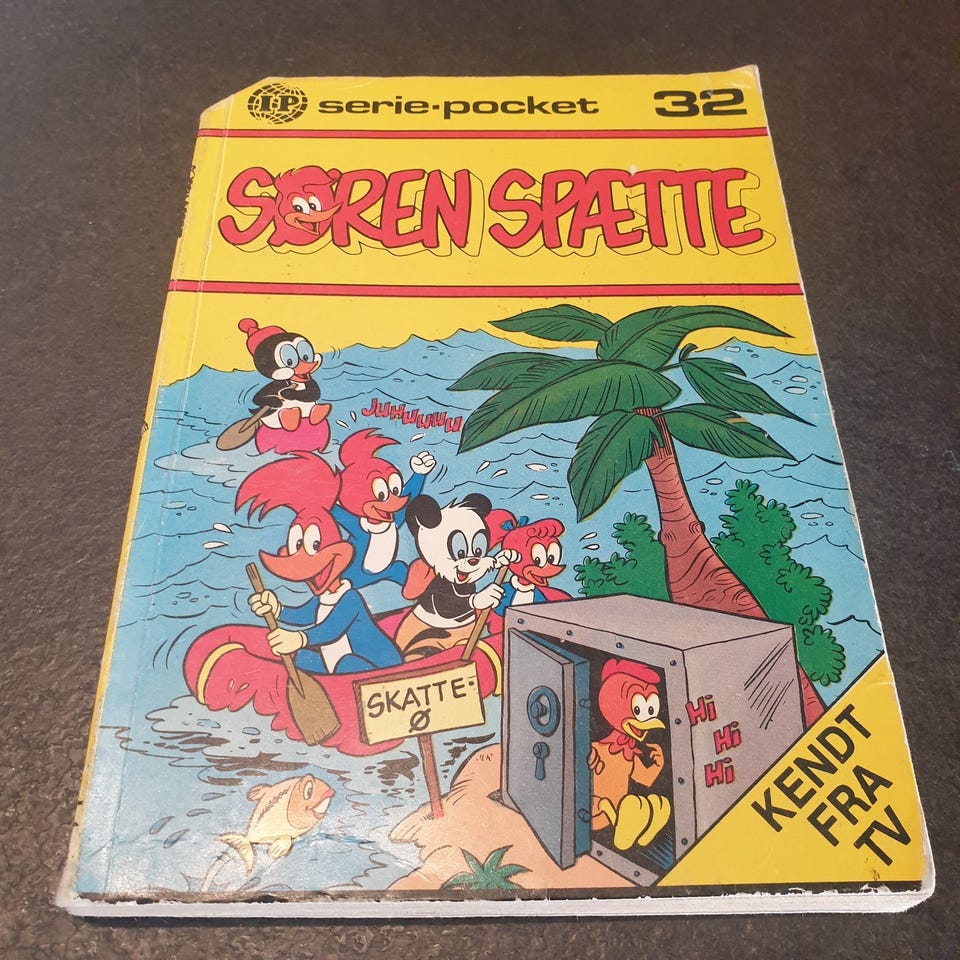 IP serie·pocket 32
SØREN SPÆTTE
JUHUUUU
SKATTE-
Ø
Hi
Hi
Hi
KENDT
FRA
TV